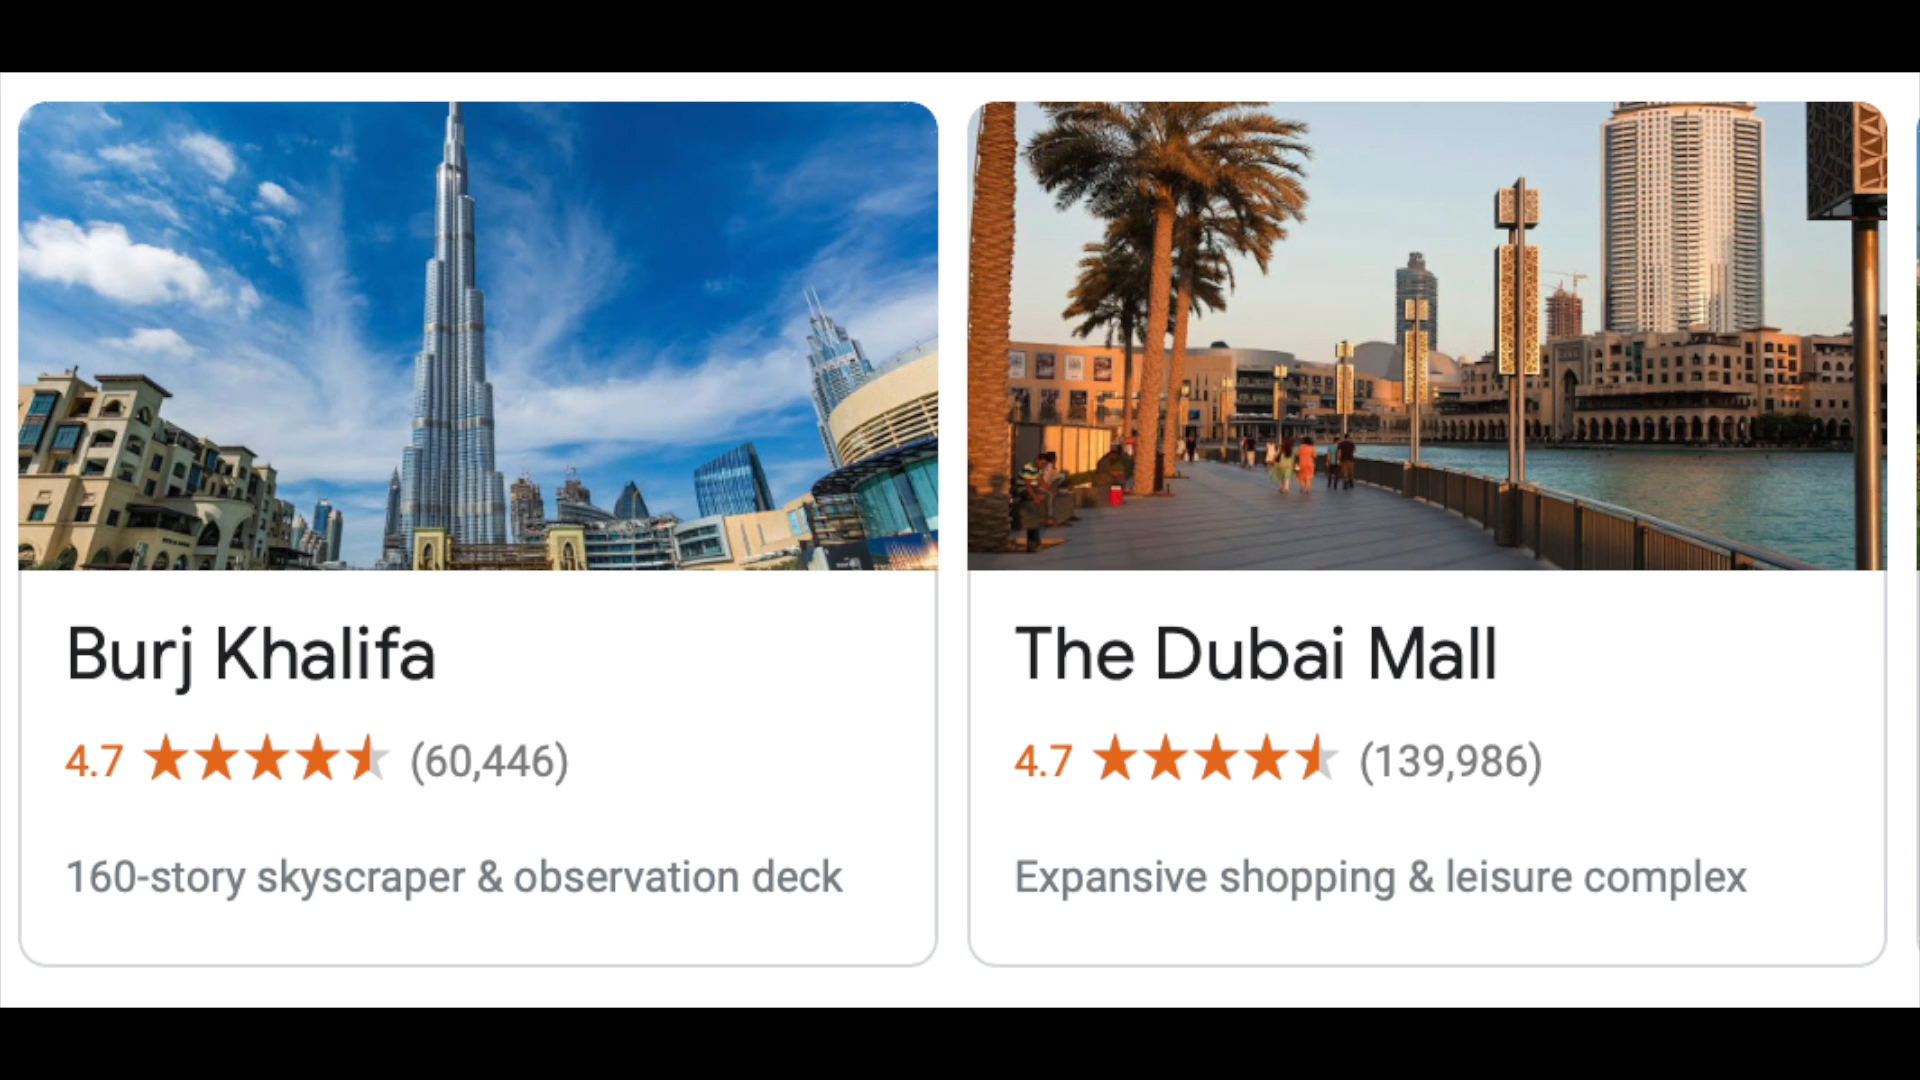 Burj Khalifa
4.7 (60,446)
160-story skyscraper & observation deck
The Dubai Mall
4.7 (139,986)
Expansive shopping & leisure complex